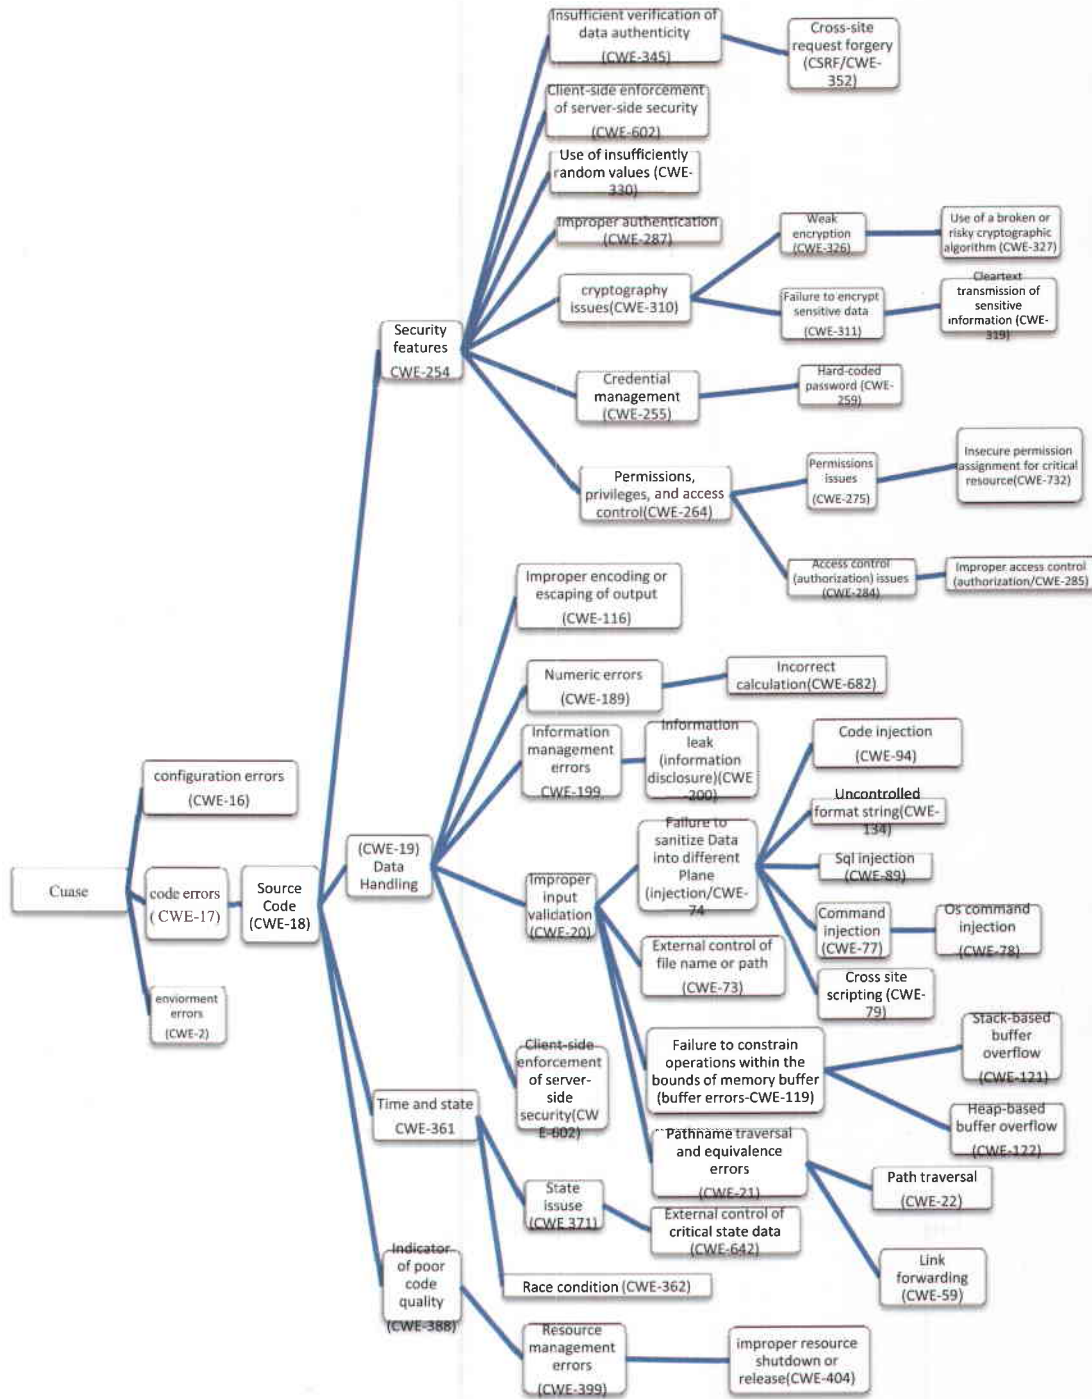 Insufficient verification of
data authenticity
(CWE-345)
Cross-site
request forgery
(CSRF/CWE-
352)
Client-side enforcement
of server-side security
(CWE-602)
Use of insufficiently
random values (CWE-
330)
Improper authentication
(CWE-287)
Weak
encryption
(CWE-326)
Use of a broken or
risky cryptographic
algorithm (CWE-327)
cryptography
issues(CWE-310)
Failure to encrypt
sensitive data
(CWE-311)
Cleartext
transmission of
sensitive
information (CWE-
319)
Security
features
CWE-254
Credential
management
(CWE-255)
Hard-coded
password (CWE-
259)
Permissions,
privileges, and access
control(CWE-264)
Permissions
issues
(CWE-275)
Insecure permission
assignment for critical
resource(CWE-732)
Access control
(authorization) issues
(CWE-284)
Improper access control
(authorization/CWE-285)
Improper encoding or
escaping of output
(CWE-116)
Numeric errors
(CWE-189)
Incorrect
calculation(CWE-682)
Information
management
errors
CWE-199
Information
leak
(information
disclosure)(CWE
-200)
Code injection
(CWE-94)
Uncontrolled
format string(CWE-
134)
Failure to
sanitize Data
into different
Plane
(injection/CWE-
74
Sql injection
(CWE-89)
Command
injection
(CWE-77)
Os command
injection
(CWE-78)
Cross site
scripting (CWE-
79)
configuration errors
(CWE-16)
Cuase
code errors
( CWE-17)
Source
Code
(CWE-18)
enviorment
errors
(CWE-2)
(CWE-19)
Data
Handling
Improper
input
validation
(CWE-20)
External control of
file name or path
(CWE-73)
Failure to constrain
operations within the
bounds of memory buffer
(buffer errors-CWE-119)
Stack-based
buffer
overflow
(CWE-121)
Heap-based
buffer overflow
(CWE-122)
Client-side
enforcement
of server-
side
security(CW
E-602)
Pathname traversal
and equivalence
errors
(CWE-21)
Path traversal
(CWE-22)
Link
forwarding
(CWE-59)
Time and state
CWE-361
State
issuse
(CWE 371)
External control of
critical state data
(CWE-642)
Race condition (CWE-362)
Indicator
of poor
code
quality
(CWE-388)
Resource
management
errors
(CWE-399)
improper resource
shutdown or
release(CWE-404)